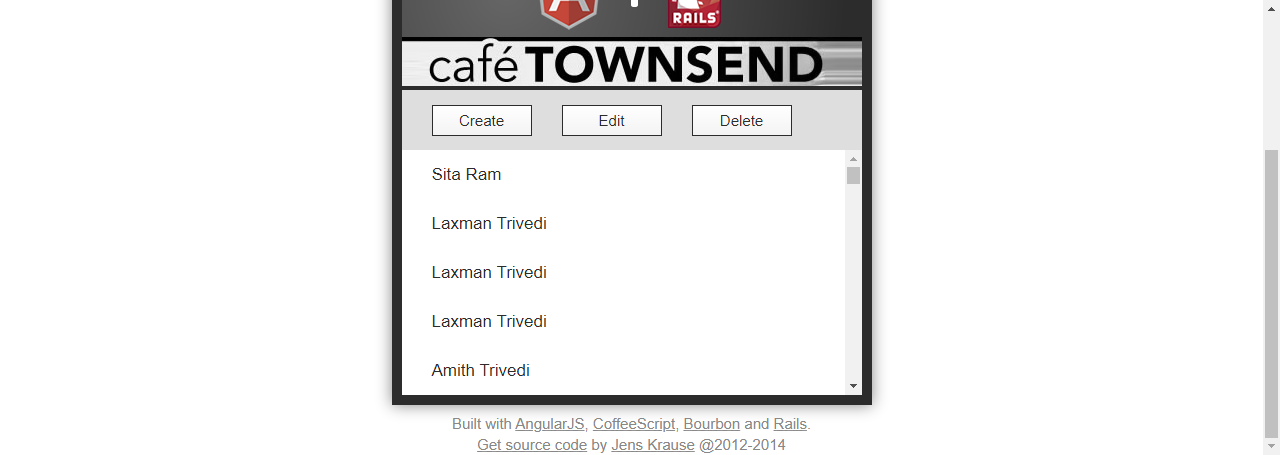 RAILS
café TOWNSEND
Create Edit Delete
Sita Ram
Laxman Trivedi
Laxman Trivedi
Laxman Trivedi
Amith Trivedi
Built with AngularJS, CoffeeScript, Bourbon and Rails.
Get source code by Jens Krause @2012-2014